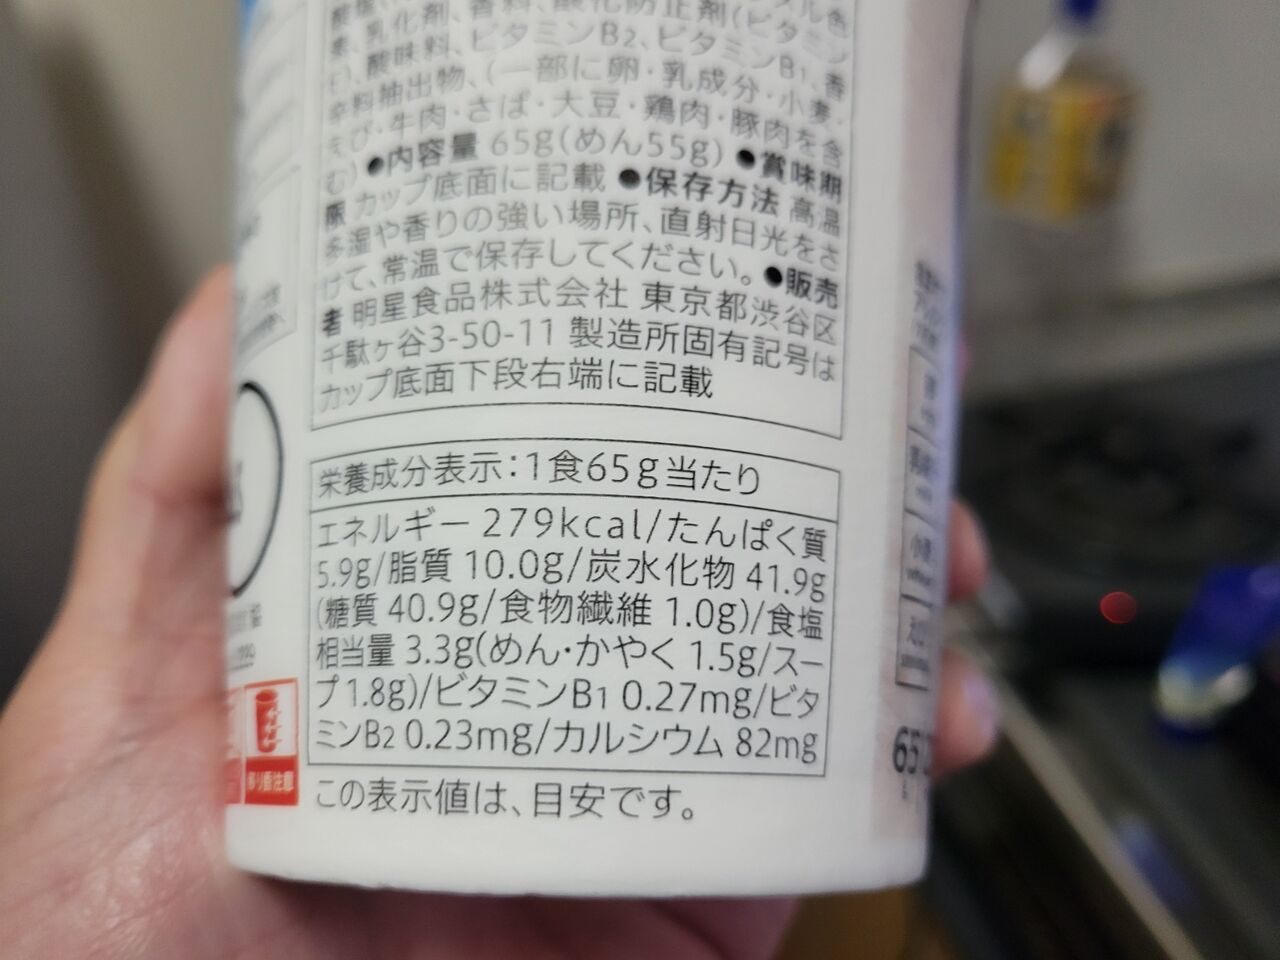 素、乳化剤、香料、酸化防止剤(ビタミン
E)、酸味料、ビタミンB2、ビタミンB1、香
辛料抽出物、(一部に卵・乳成分・小麦・
えび・牛肉・さば・大豆・鶏肉・豚肉を含
む) ●内容量 65g(めん55g) ●賞味期
限 カップ底面に記載 ●保存方法 高温
多湿や香りの強い場所、直射日光をさ
けて、常温で保存してください。●販売
者 明星食品株式会社 東京都渋谷区
千駄ヶ谷3-50-11 製造所固有記号は
カップ底面下段右端に記載
栄養成分表示:1食65g当たり
エネルギー 279kcal/たんぱく質
5.9g/脂質 10.0g/炭水化物 41.9g
(糖質 40.9g/食物繊維 1.0g)/食塩
相当量 3.3g(めん・かやく 1.5g/スー
プ1.8g)/ビタミンB1 0.27mg/ビタ
ミンB2 0.23mg/カルシウム 82mg
この表示値は、目安です。